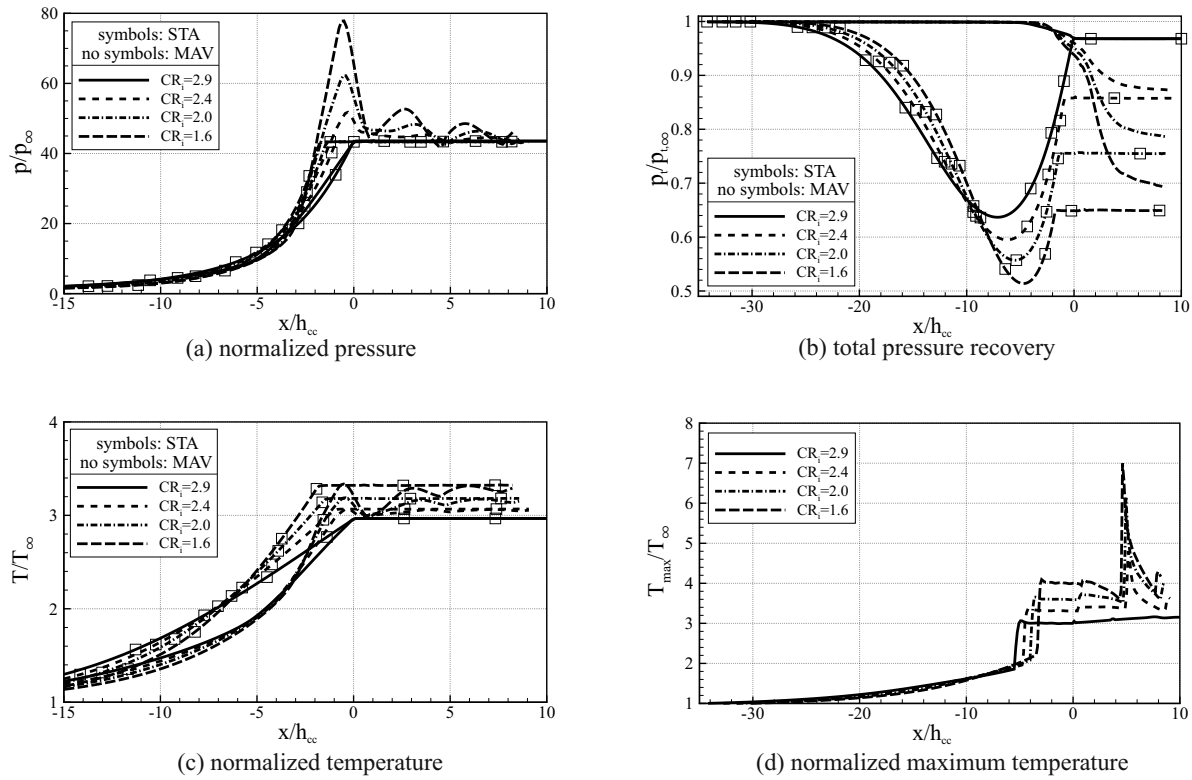 symbols: STA
no symbols: MAV
CRi=2.9
CRi=2.4
CRi=2.0
CRi=1.6
p/p∞
80
60
40
20
0
-15 -10 -5 0 5 10
x/hcc
(a) normalized pressure
pt/pt,∞
1
0.9
0.8
0.7
0.6
0.5
symbols: STA
no symbols: MAV
CRi=2.9
CRi=2.4
CRi=2.0
CRi=1.6
-30 -20 -10 0 10
x/hcc
(b) total pressure recovery
symbols: STA
no symbols: MAV
CRi=2.9
CRi=2.4
CRi=2.0
CRi=1.6
T/T∞
4
3
2
1
-15 -10 -5 0 5 10
x/hcc
(c) normalized temperature
CRi=2.9
CRi=2.4
CRi=2.0
CRi=1.6
Tmax/T∞
8
7
6
5
4
3
2
1
-30 -20 -10 0 10
x/hcc
(d) normalized maximum temperature